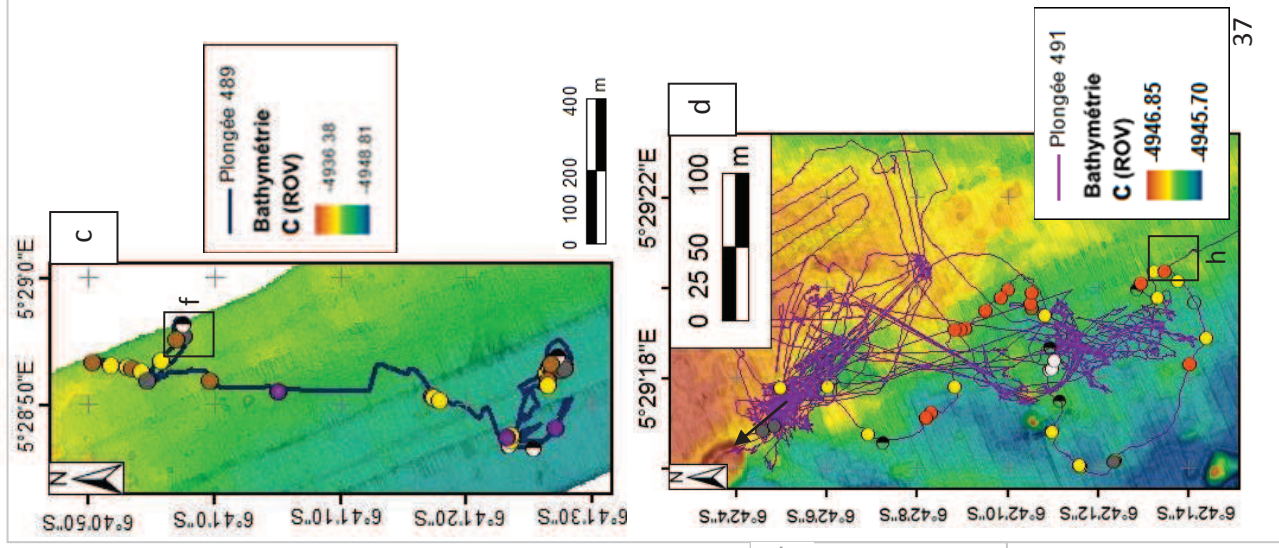 c
5°28'50"E
5°29'0"E
N
6°40'50"S
6°41'0"S
6°41'10"S
6°41'20"S
6°41'30"S
f
Plongée 489
Bathymétrie
C (ROV)
-4936.38
-4948.81
0 100 200 400
m
d
5°29'18"E
5°29'22"E
N
0 25 50 100
m
6°42'4"S
6°42'6"S
6°42'8"S
6°42'10"S
6°42'12"S
6°42'14"S
h
Plongée 491
Bathymétrie
C (ROV)
-4946.85
-4945.70
37